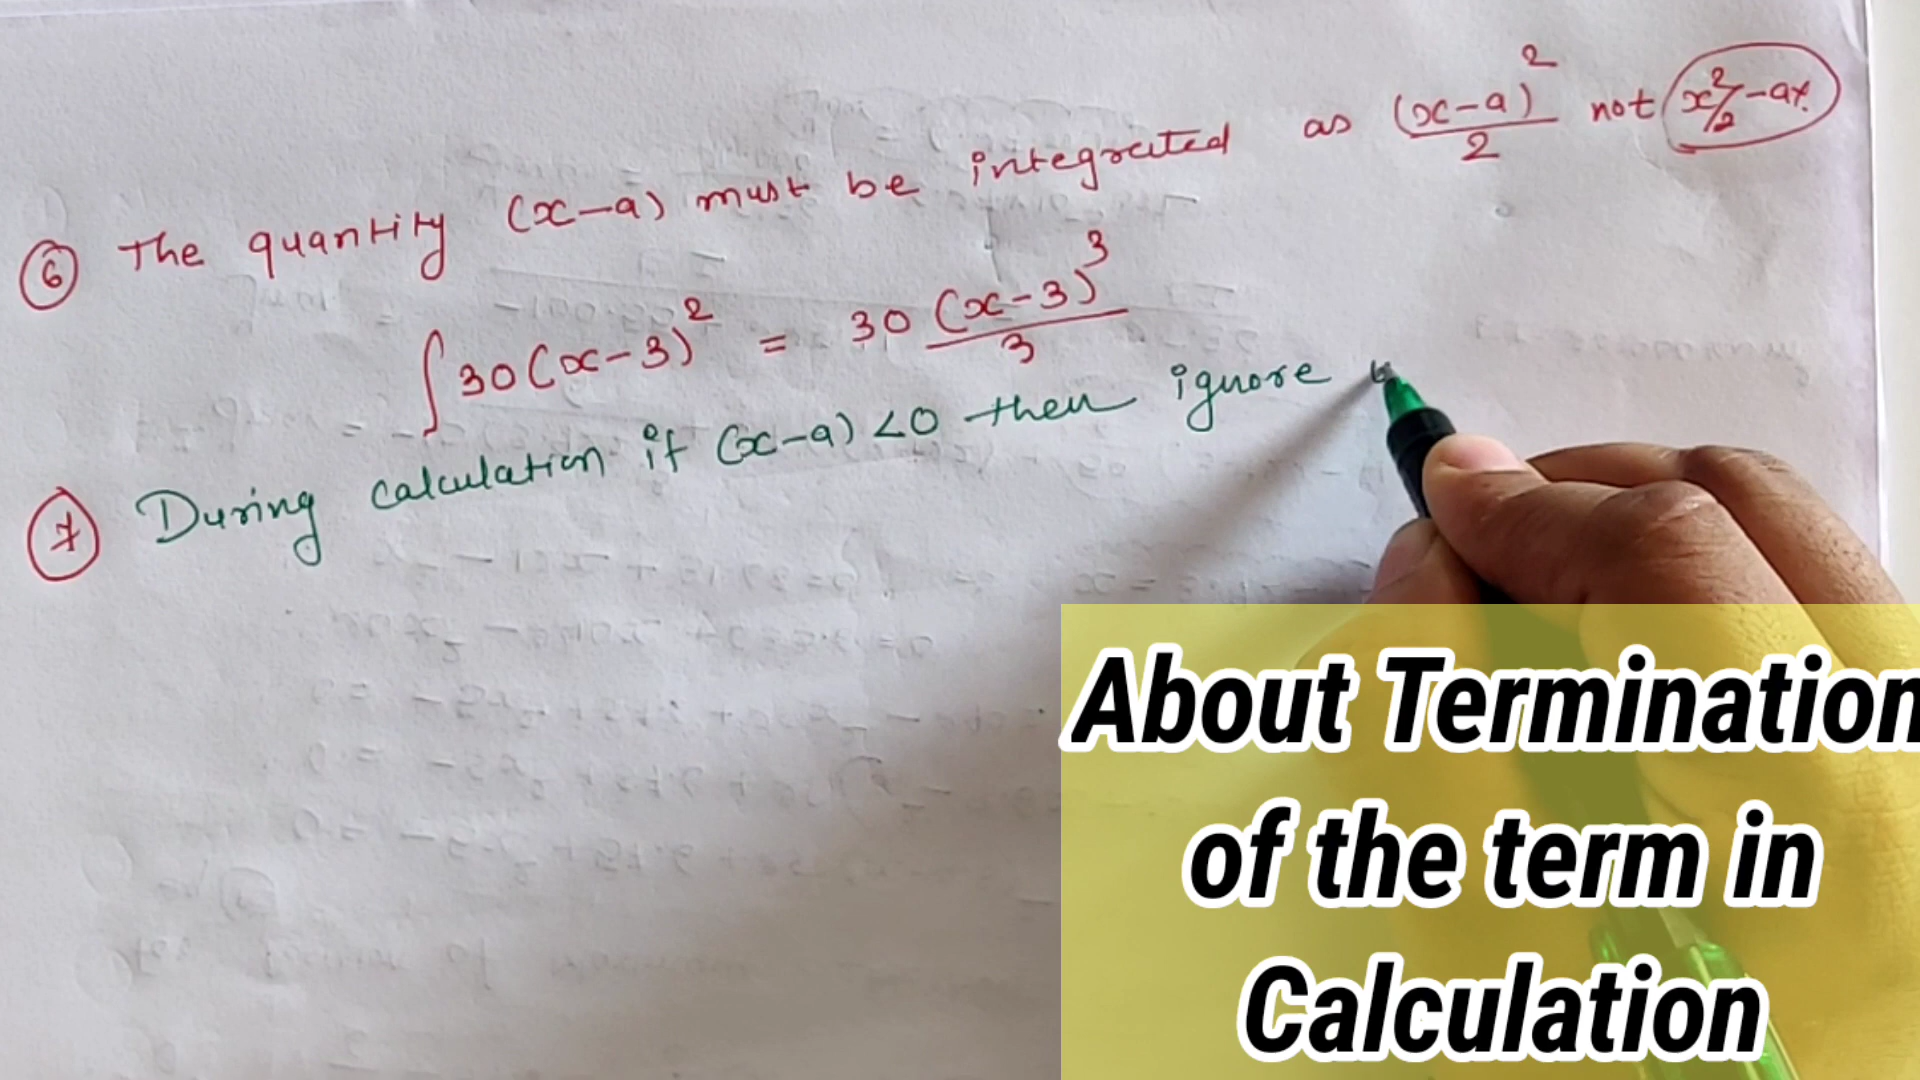 ⑥ The quantity (x-a) must be integrated as (x-a)²/2 not x²/2-ax.
∫30(x-3)² = 30 (x-3)³/3
⑦ During calculation if (x-a)<0 then ignore
About Termination
of the term in
Calculation